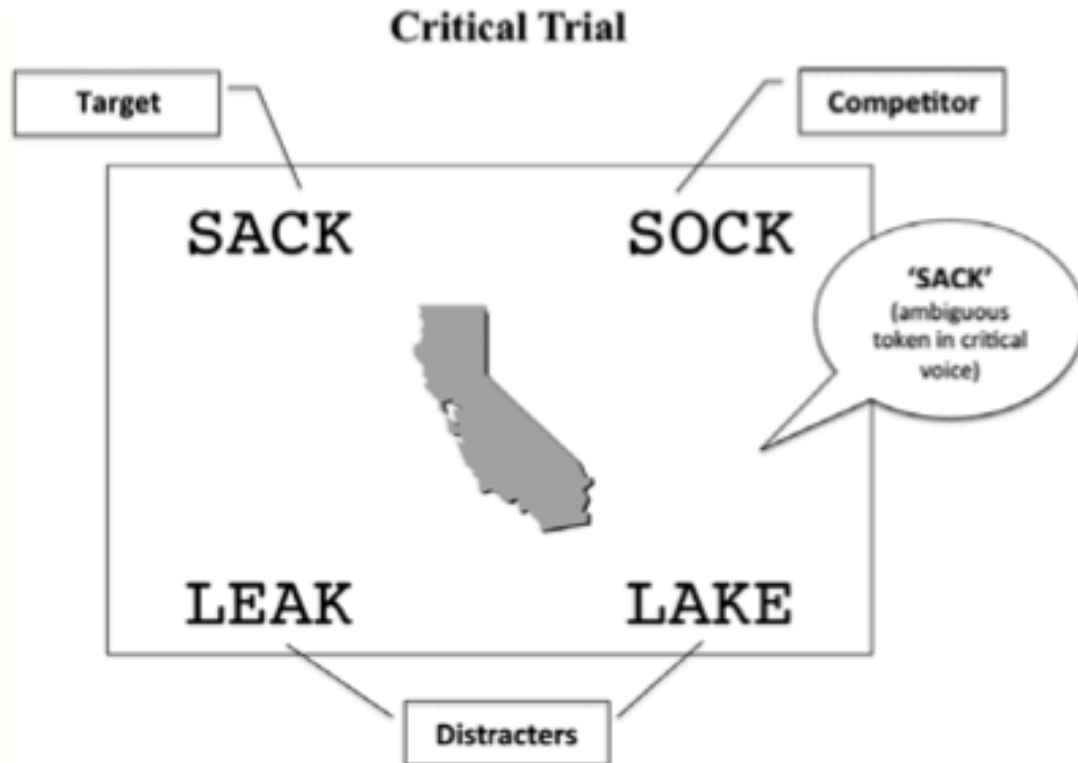 Critical Trial
Target
Competitor
SACK
SOCK
‘SACK’
(ambiguous
token in critical
voice)
LEAK
LAKE
Distracters